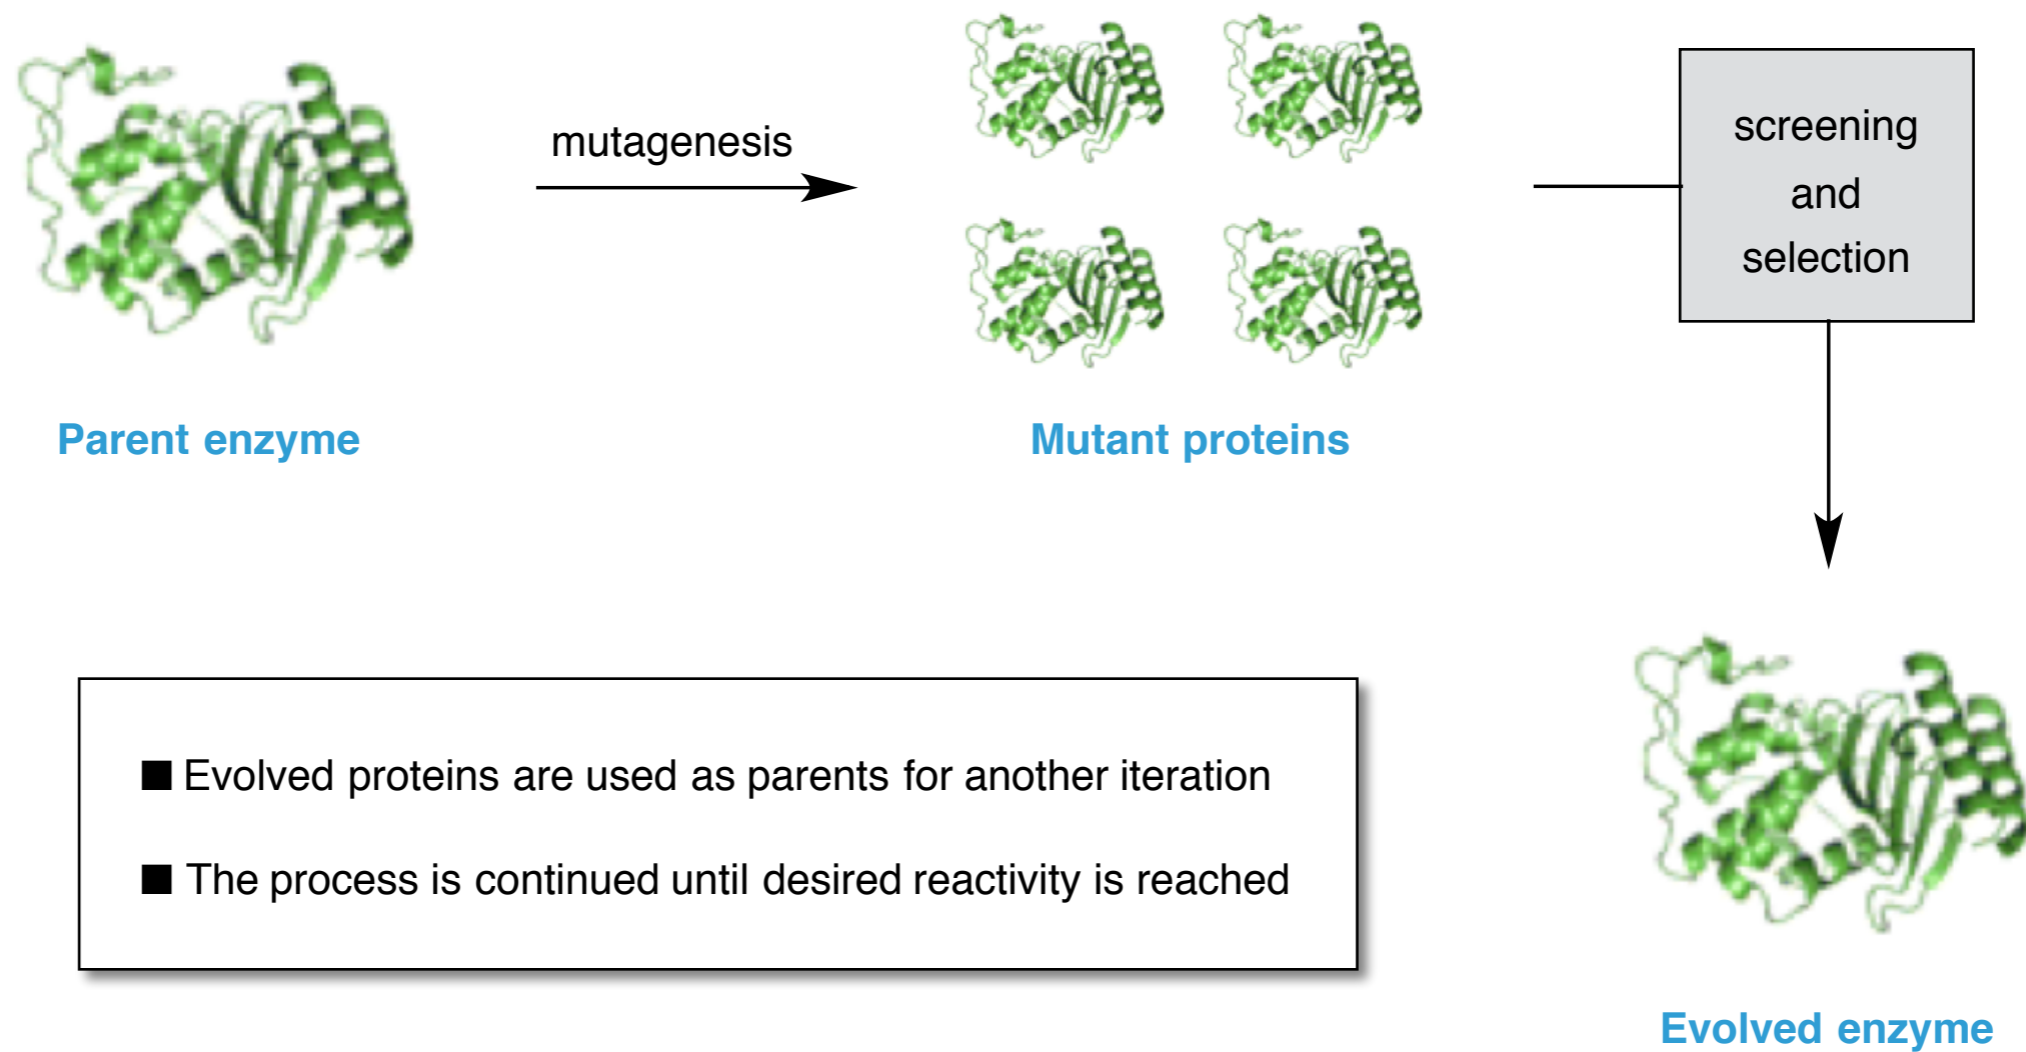 mutagenesis
screening
and
selection
Parent enzyme
Mutant proteins
■ Evolved proteins are used as parents for another iteration
■ The process is continued until desired reactivity is reached
Evolved enzyme